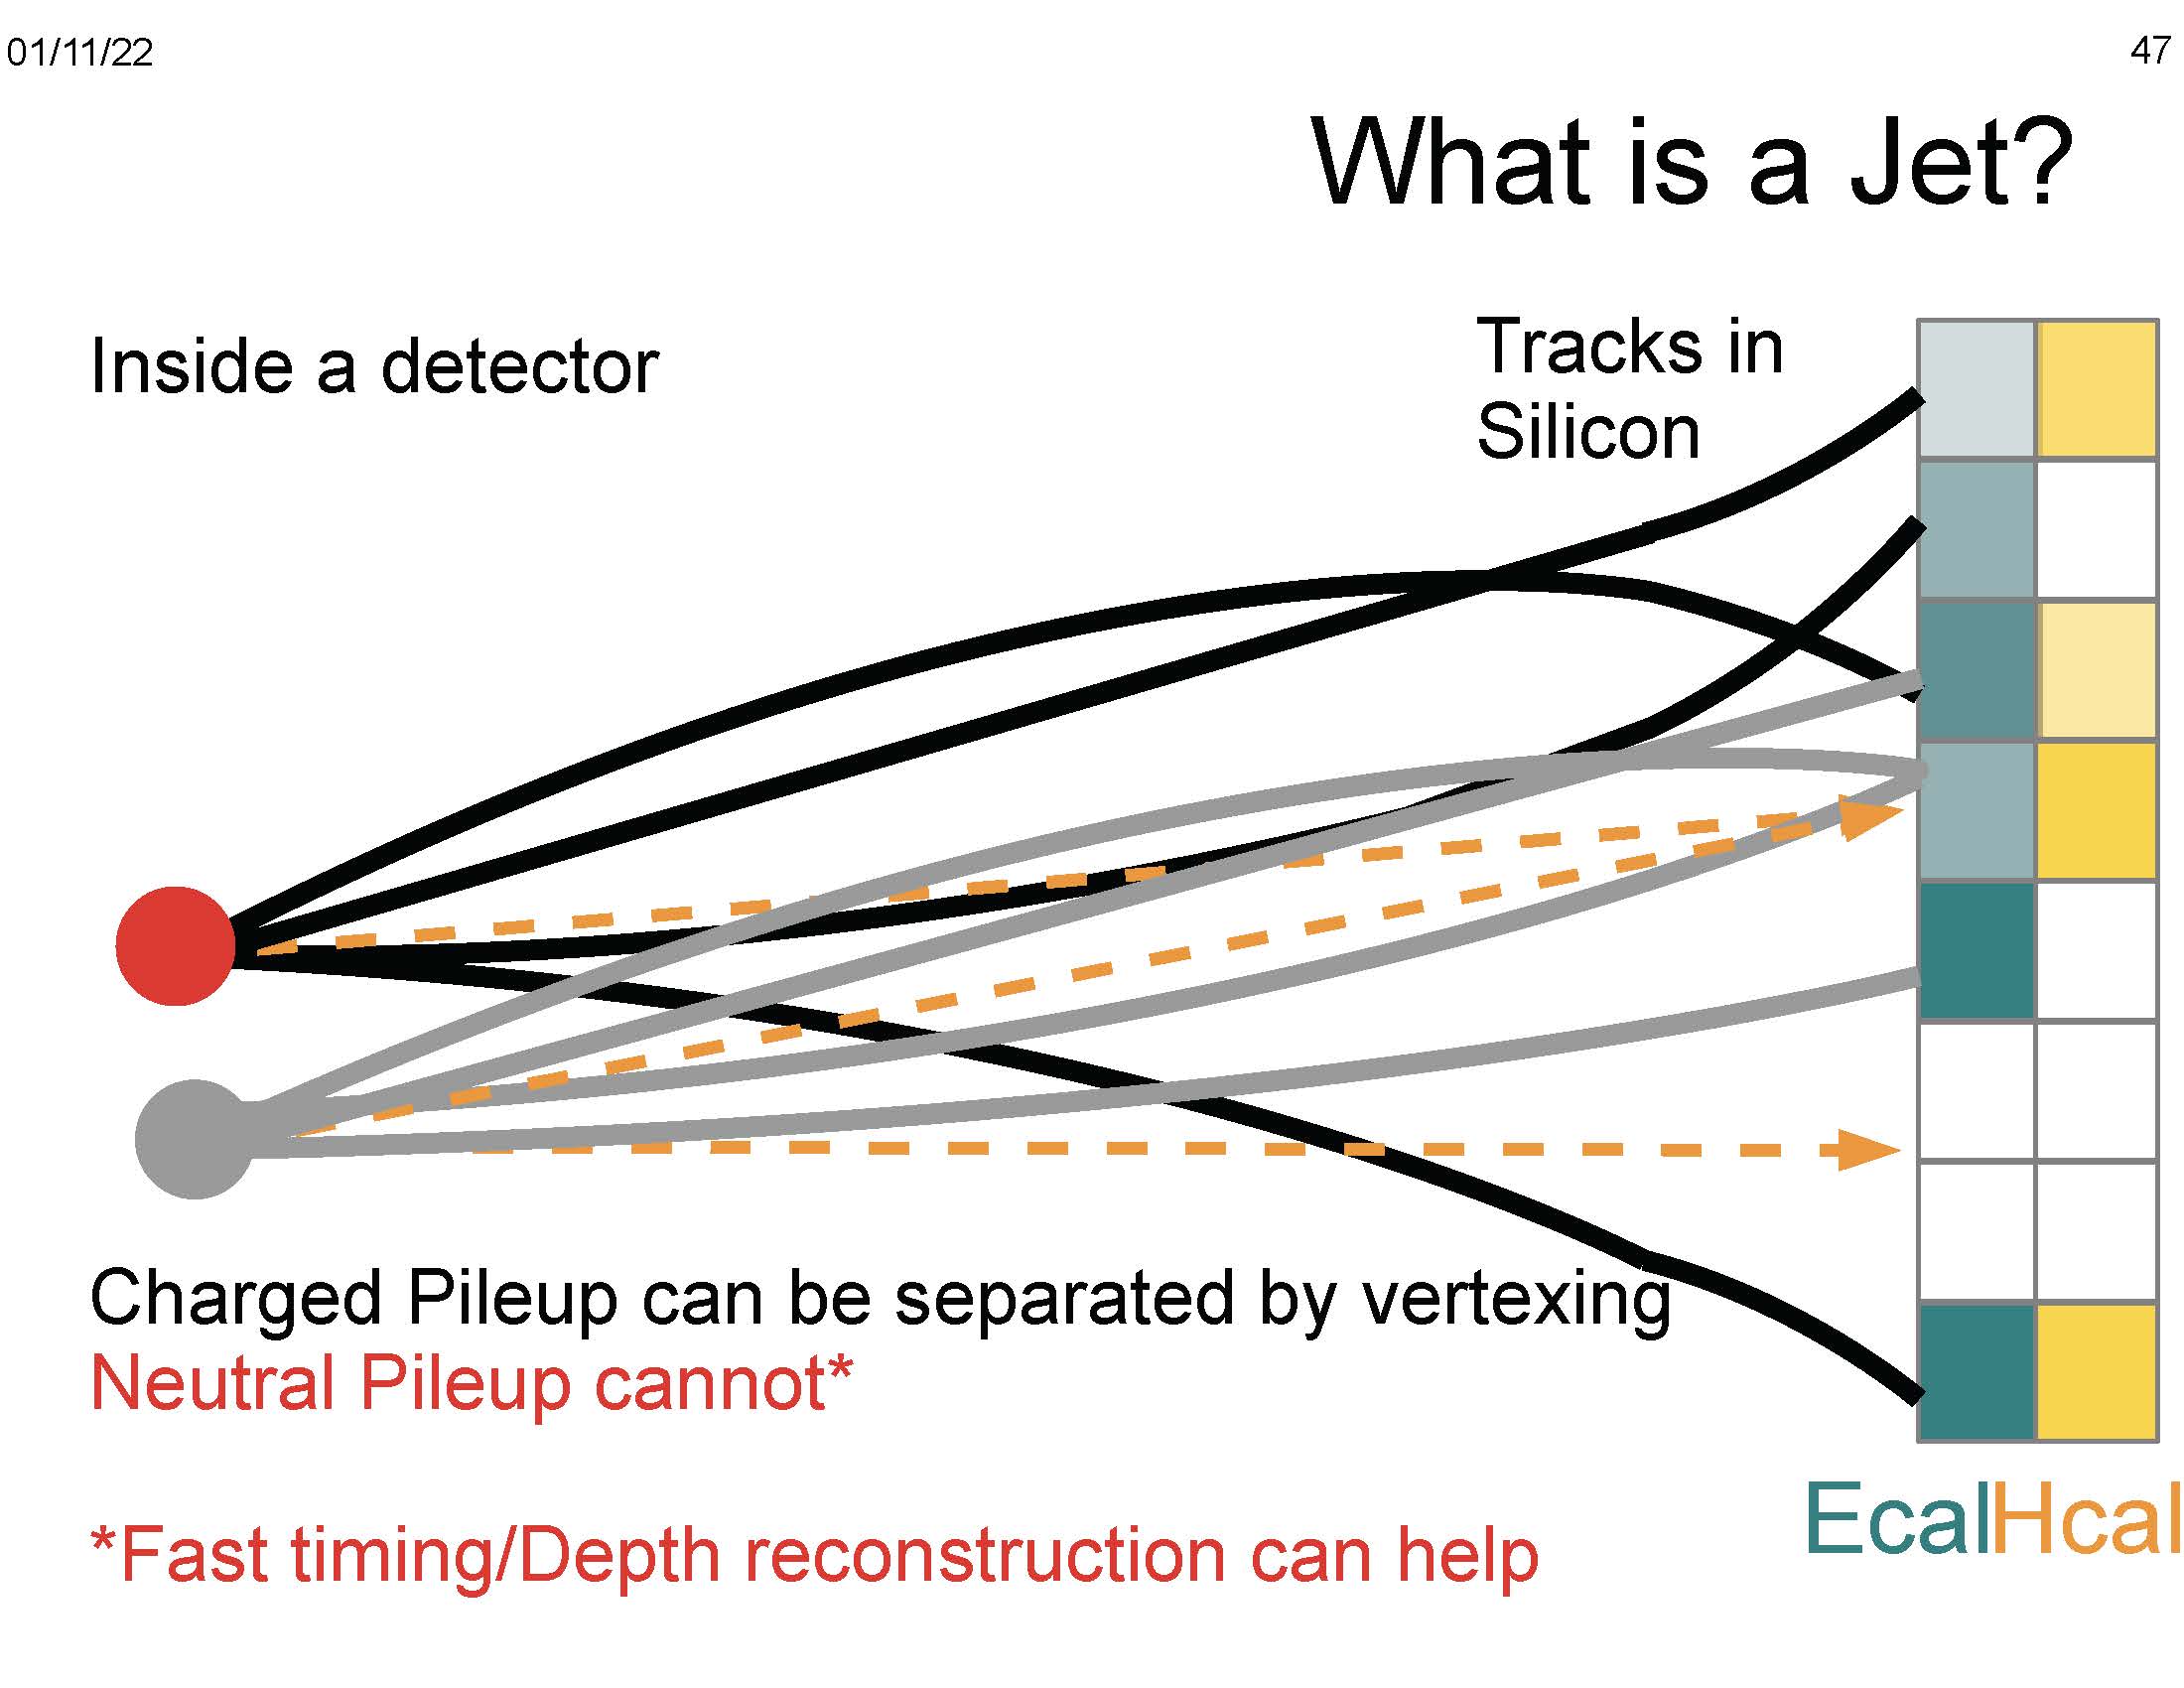 01/11/22
47
What is a Jet?
Inside a detector
Tracks in
Silicon
Charged Pileup can be separated by vertexing
Neutral Pileup cannot*
EcalHcal
*Fast timing/Depth reconstruction can help